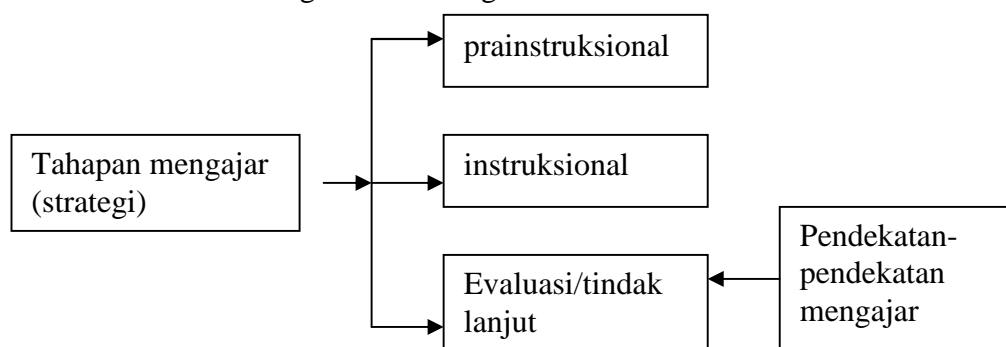 prainstruksional
Tahapan mengajar
(strategi)
instruksional
Evaluasi/tindak
lanjut
Pendekatan-
pendekatan
mengajar